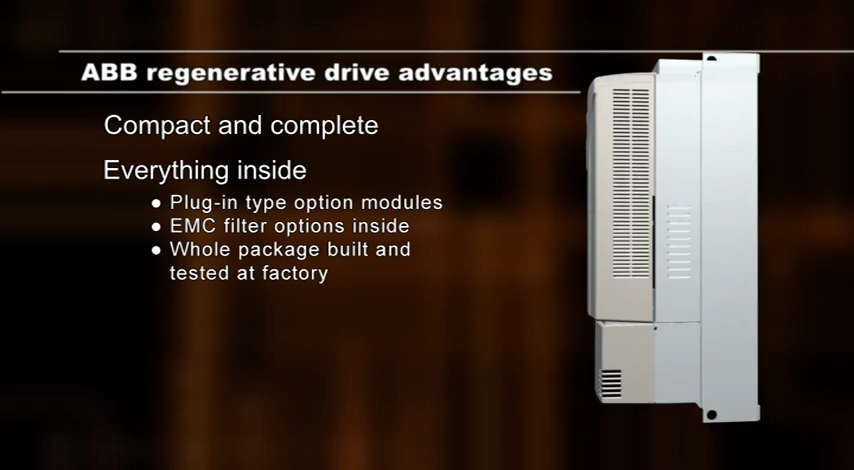 ABB regenerative drive advantages
Compact and complete
Everything inside
● Plug-in type option modules
● EMC filter options inside
● Whole package built and
tested at factory